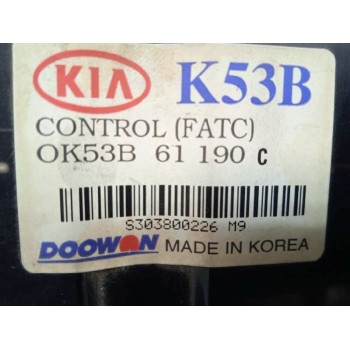 KIA K53B
CONTROL (FATC)
OK53B 61 190 C
S303800226 M9
DOOWON MADE IN KOREA